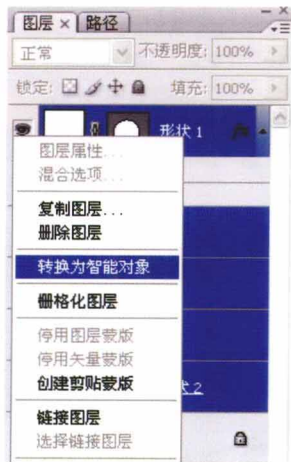 图层 × 路径
正常 不透明度: 100%
锁定: 填充: 100%
形状 1
图层属性...
混合选项...
复制图层...
删除图层
转换为智能对象
栅格化图层
停用图层蒙版
停用矢量蒙版
创建剪贴蒙版
状 2
链接图层
选择链接图层